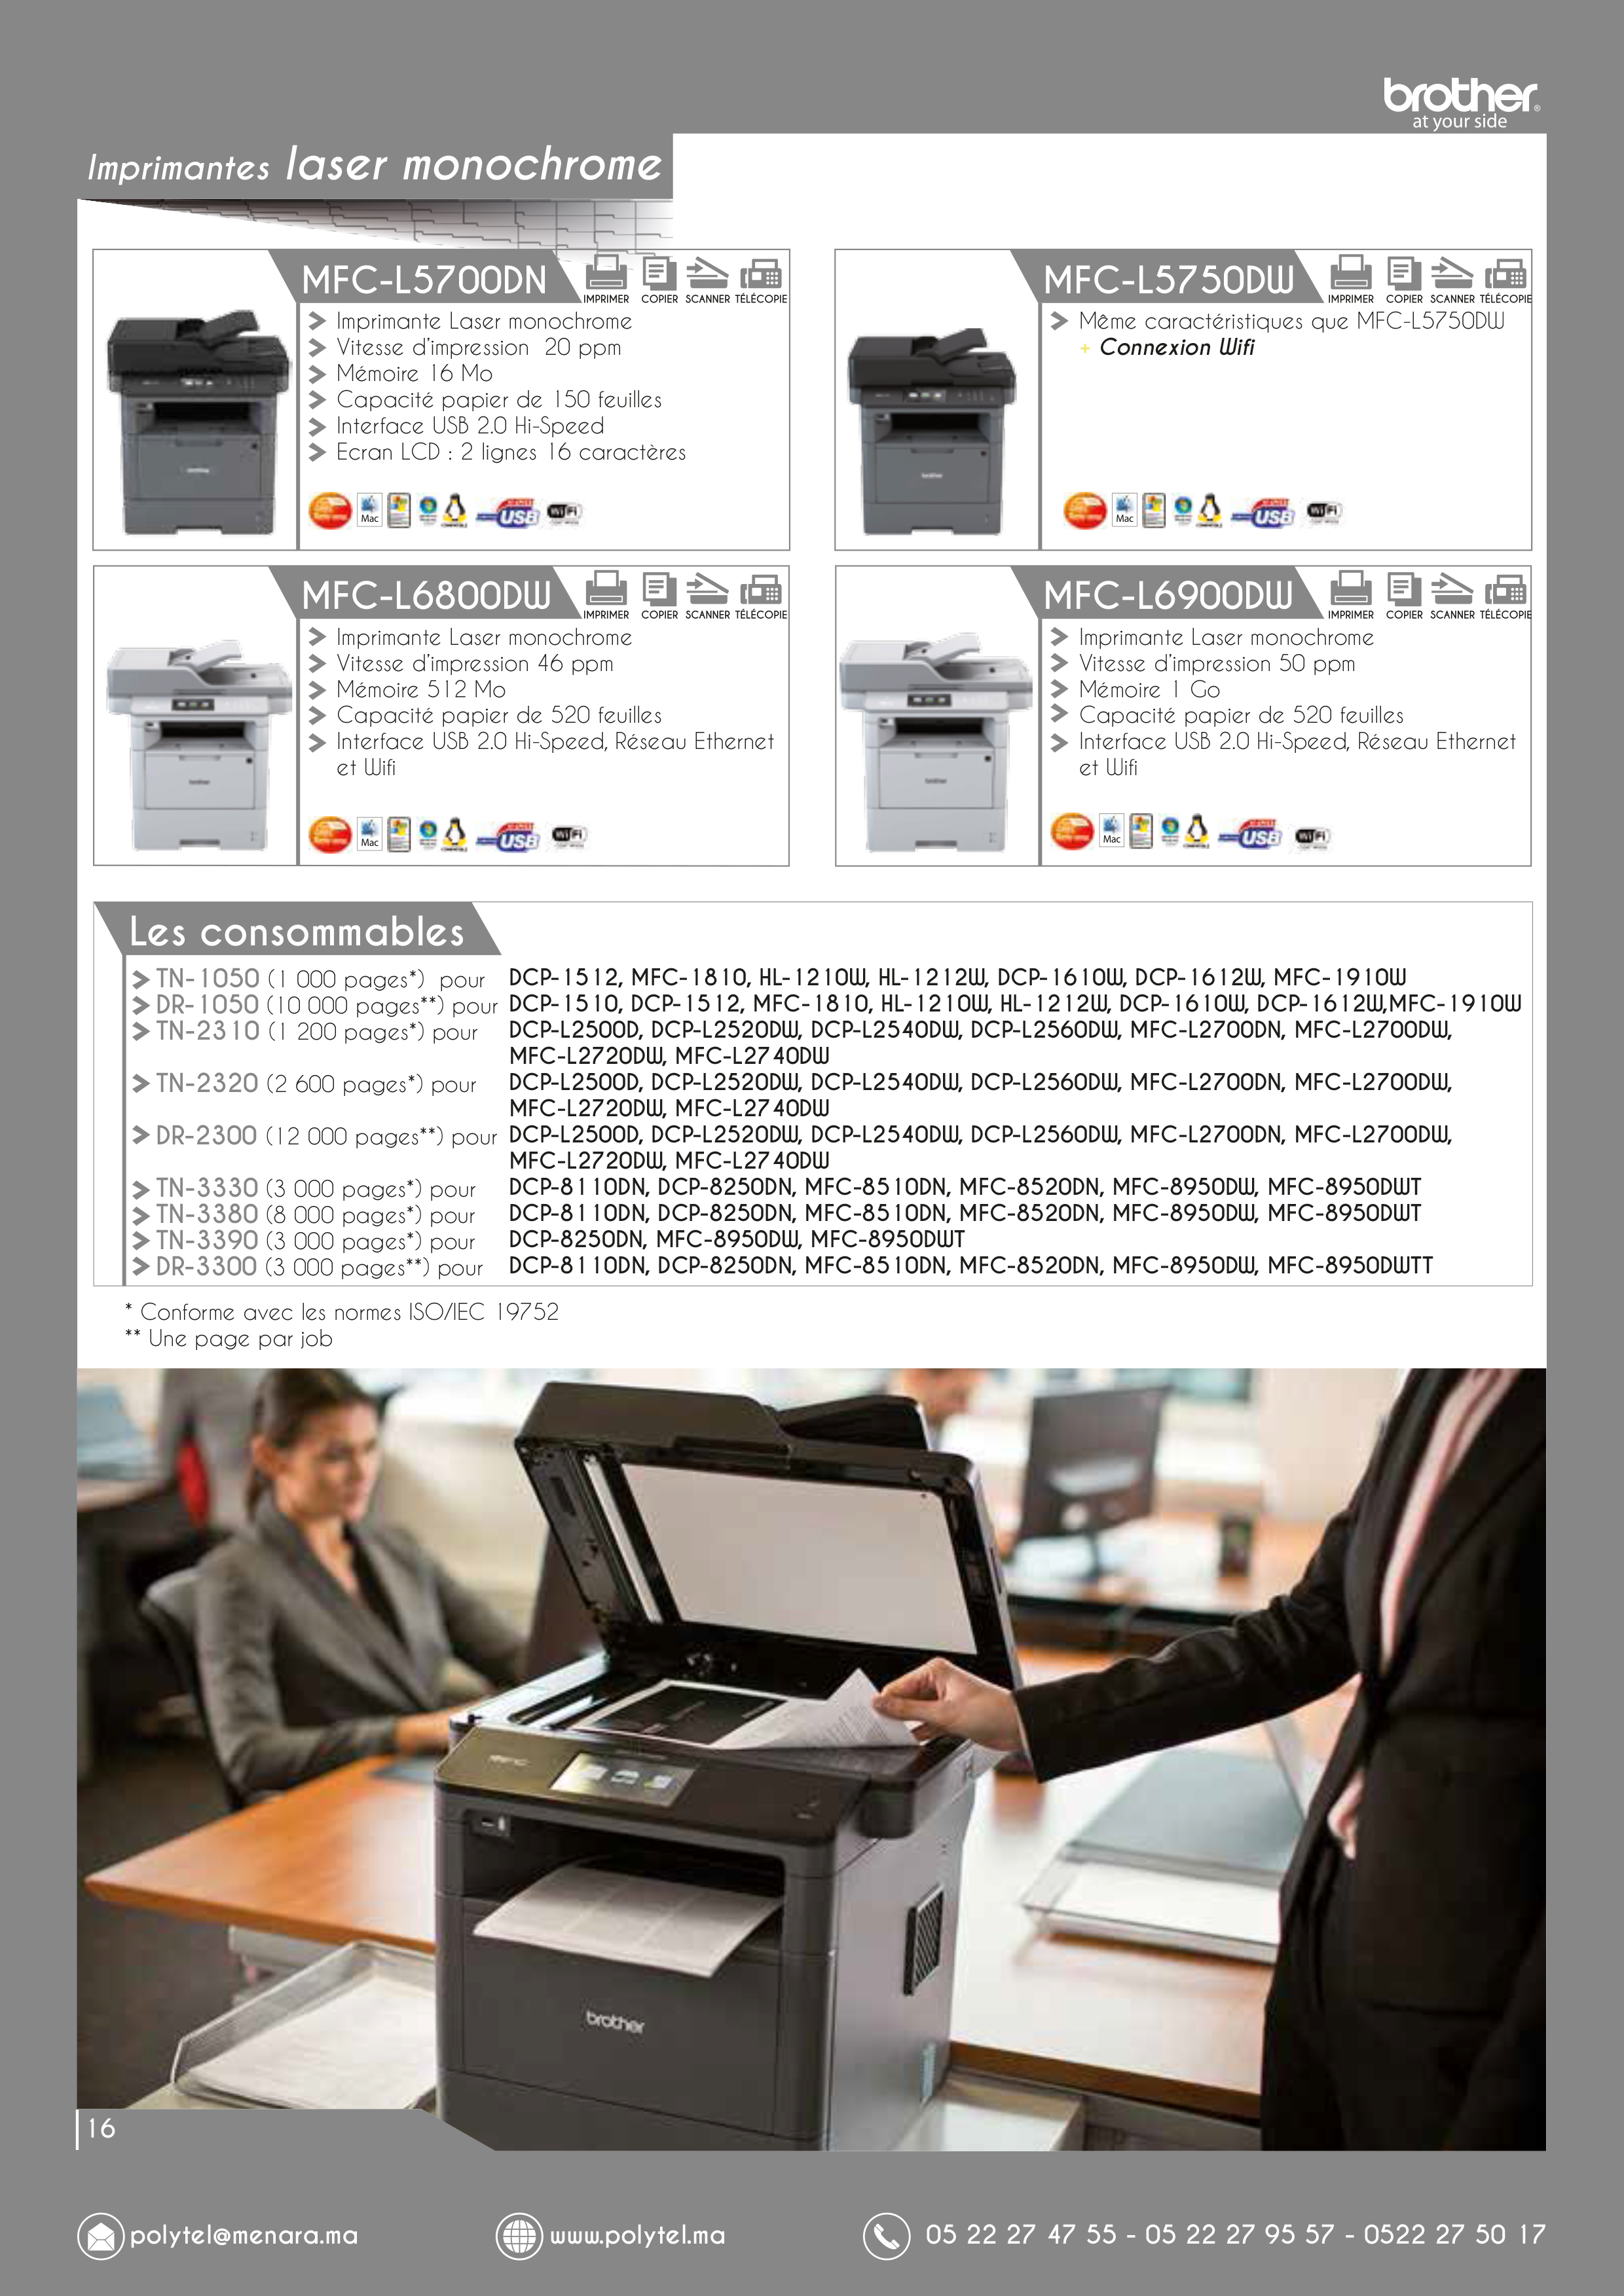 brother
at your side
Imprimantes laser monochrome
MFC-L5700DN
IMPRIMER COPIER SCANNER TÉLÉCOPIE
Imprimante Laser monochrome
Vitesse d'impression 20 ppm
Mémoire 16 Mo
Capacité papier de 150 feuilles
Interface USB 2.0 Hi-Speed
Ecran LCD : 2 lignes 16 caractères
Mac USB WiFi
MFC-L5750DW
IMPRIMER COPIER SCANNER TÉLÉCOPIE
Même caractéristiques que MFC-L5750DW
+ Connexion Wifi
Mac USB WiFi
MFC-L6800DW
IMPRIMER COPIER SCANNER TÉLÉCOPIE
Imprimante Laser monochrome
Vitesse d'impression 46 ppm
Mémoire 512 Mo
Capacité papier de 520 feuilles
Interface USB 2.0 Hi-Speed, Réseau Ethernet
et Wifi
Mac USB WiFi
MFC-L6900DW
IMPRIMER COPIER SCANNER TÉLÉCOPIE
Imprimante Laser monochrome
Vitesse d'impression 50 ppm
Mémoire 1 Go
Capacité papier de 520 feuilles
Interface USB 2.0 Hi-Speed, Réseau Ethernet
et Wifi
Mac USB WiFi
Les consommables
TN-1050 (1 000 pages*) pour DCP-1512, MFC-1810, HL-1210W, HL-1212W, DCP-1610W, DCP-1612W, MFC-1910W
DR-1050 (10 000 pages**) pour DCP-1510, DCP-1512, MFC-1810, HL-1210W, HL-1212W, DCP-1610W, DCP-1612W,MFC-1910W
TN-2310 (1 200 pages*) pour DCP-L2500D, DCP-L2520DW, DCP-L2540DW, DCP-L2560DW, MFC-L2700DN, MFC-L2700DW,
MFC-L2720DW, MFC-L2740DW
TN-2320 (2 600 pages*) pour DCP-L2500D, DCP-L2520DW, DCP-L2540DW, DCP-L2560DW, MFC-L2700DN, MFC-L2700DW,
MFC-L2720DW, MFC-L2740DW
DR-2300 (12 000 pages**) pour DCP-L2500D, DCP-L2520DW, DCP-L2540DW, DCP-L2560DW, MFC-L2700DN, MFC-L2700DW,
MFC-L2720DW, MFC-L2740DW
TN-3330 (3 000 pages*) pour DCP-8110DN, DCP-8250DN, MFC-8510DN, MFC-8520DN, MFC-8950DW, MFC-8950DWT
TN-3380 (8 000 pages*) pour DCP-8110DN, DCP-8250DN, MFC-8510DN, MFC-8520DN, MFC-8950DW, MFC-8950DWT
TN-3390 (3 000 pages*) pour DCP-8250DN, MFC-8950DW, MFC-8950DWT
DR-3300 (3 000 pages**) pour DCP-8110DN, DCP-8250DN, MFC-8510DN, MFC-8520DN, MFC-8950DW, MFC-8950DWTT
* Conforme avec les normes ISO/IEC 19752
** Une page par job
brother
16
polytel@menara.ma
www.polytel.ma
05 22 27 47 55 - 05 22 27 95 57 - 0522 27 50 17